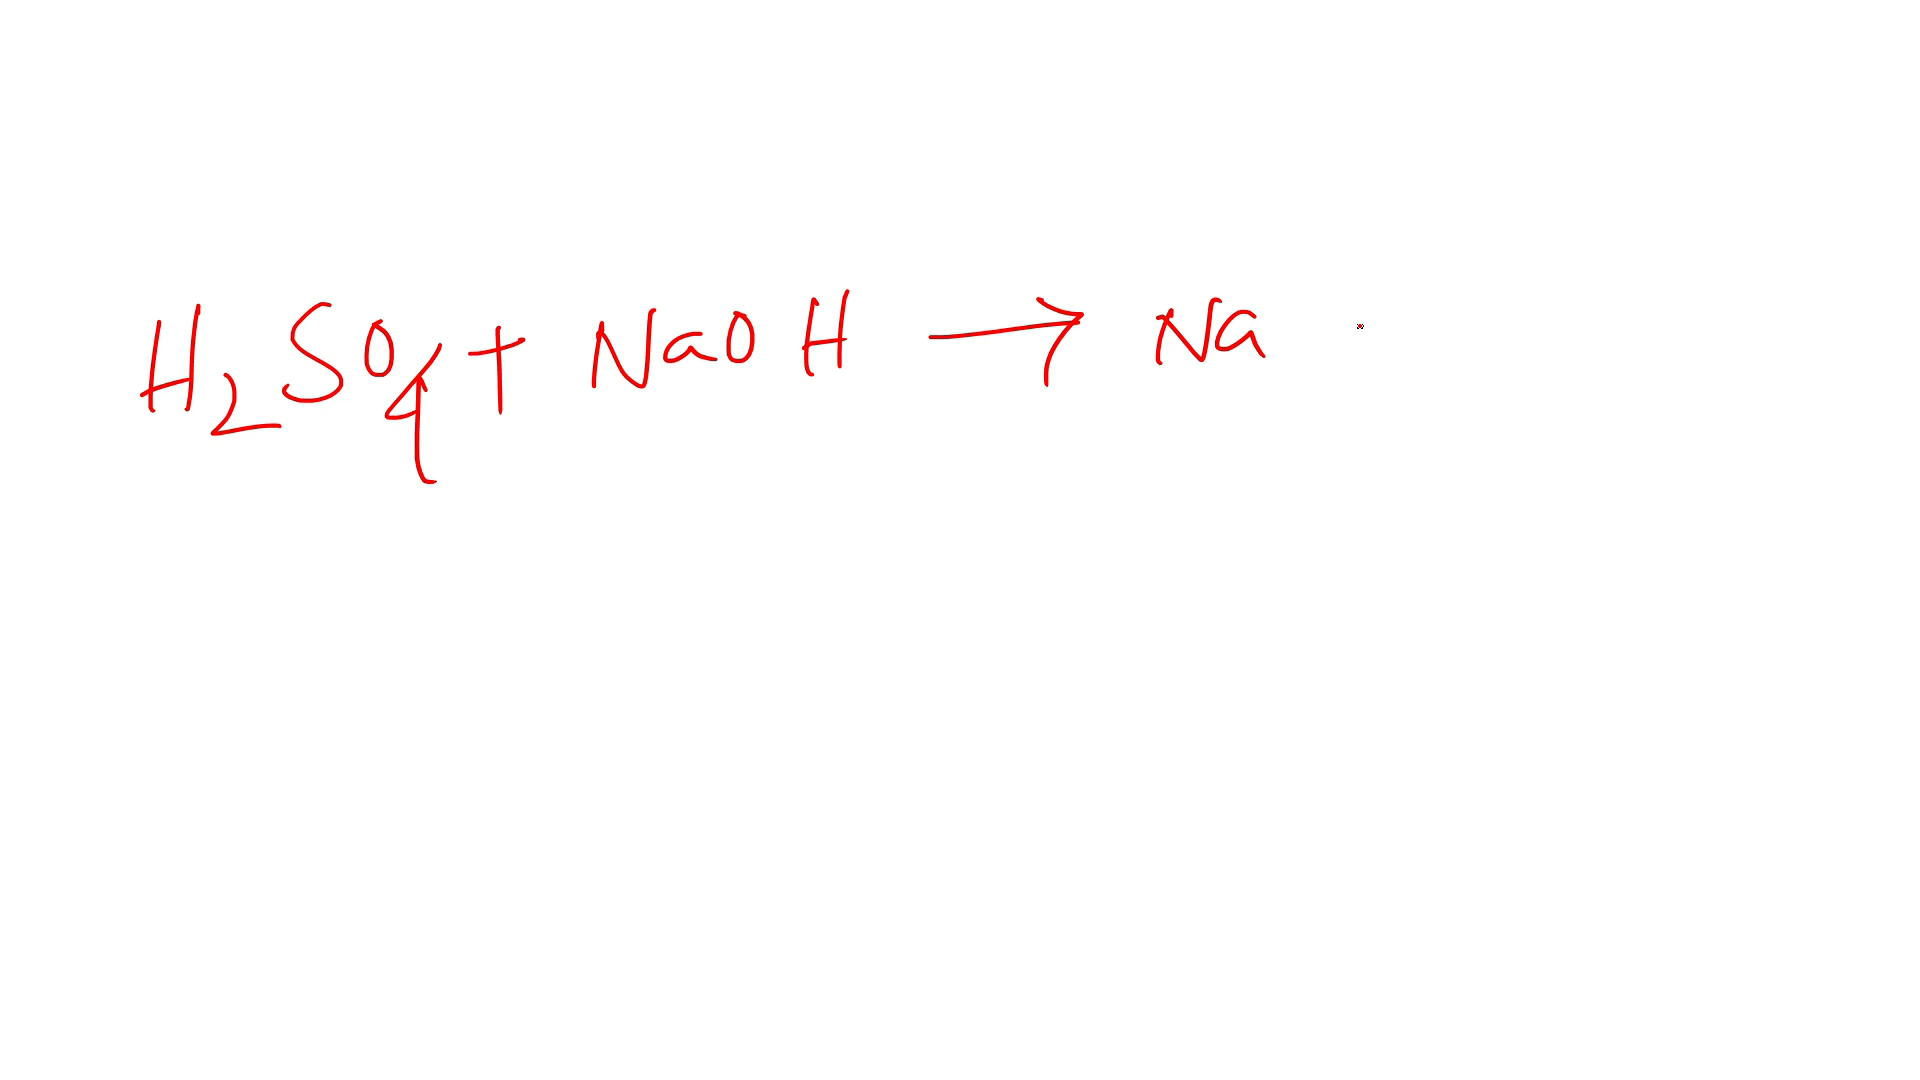 H₂SO₄ + NaOH → Na